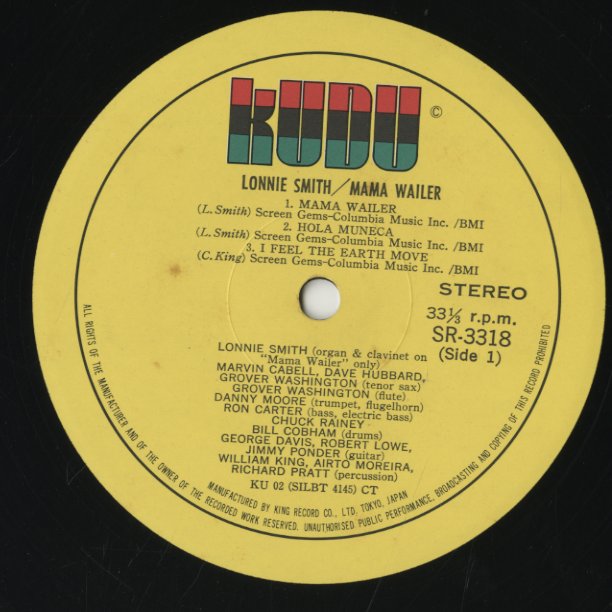 KUDU ©
LONNIE SMITH/MAMA WAILER
1. MAMA WAILER
(L. Smith) Screen Gems-Columbia Music Inc. /BMI
2. HOLA MUNECA
(L. Smith) Screen Gems-Columbia Music Inc. /BMI
3. I FEEL THE EARTH MOVE
(C. King) Screen Gems-Columbia Music Inc. /BMI
STEREO
33⅓ r.p.m.
SR-3318
(Side 1)
LONNIE SMITH (organ & clavinet on
"Mama Wailer" only)
MARVIN CABELL, DAVE HUBBARD,
GROVER WASHINGTON (tenor sax)
GROVER WASHINGTON (flute)
DANNY MOORE (trumpet, flugelhorn)
RON CARTER (bass, electric bass)
CHUCK RAINEY
BILL COBHAM (drums)
GEORGE DAVIS, ROBERT LOWE,
JIMMY PONDER (guitar)
WILLIAM KING, AIRTO MOREIRA,
RICHARD PRATT (percussion)
KU 02 (SILBT 4145) CT
MANUFACTURED BY KING RECORD CO., LTD. TOKYO, JAPAN
ALL RIGHTS OF THE MANUFACTURER AND OF THE OWNER OF THE RECORDED WORK RESERVED. UNAUTHORISED PUBLIC PERFORMANCE, BROADCASTING AND COPYING OF THIS RECORD PROHIBITED